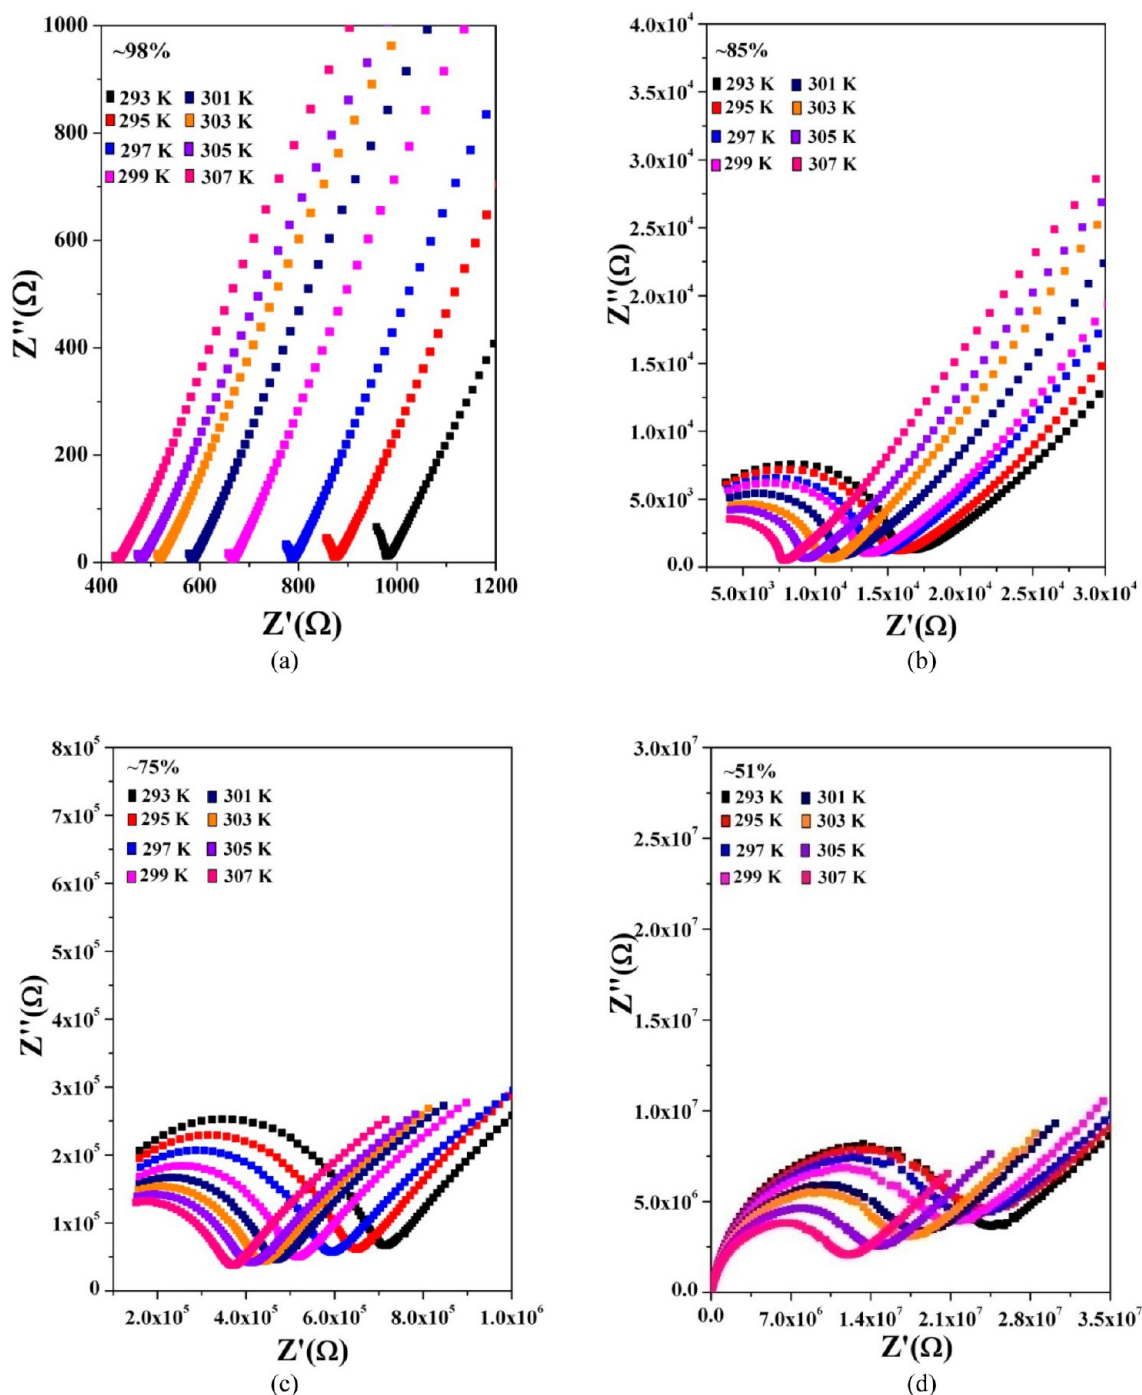 ~98%
293 K 301 K
295 K 303 K
297 K 305 K
299 K 307 K
1000
800
600
400
200
0
400 600 800 1000 1200
Z''(Ω)
Z'(Ω)
(a)
~85%
293 K 301 K
295 K 303 K
297 K 305 K
299 K 307 K
4.0x10⁴
3.5x10⁴
3.0x10⁴
2.5x10⁴
2.0x10⁴
1.5x10⁴
1.0x10⁴
5.0x10³
0.0
5.0x10³ 1.0x10⁴ 1.5x10⁴ 2.0x10⁴ 2.5x10⁴ 3.0x10⁴
Z''(Ω)
Z'(Ω)
(b)
~75%
293 K 301 K
295 K 303 K
297 K 305 K
299 K 307 K
8x10⁵
7x10⁵
6x10⁵
5x10⁵
4x10⁵
3x10⁵
2x10⁵
1x10⁵
0
2.0x10⁵ 4.0x10⁵ 6.0x10⁵ 8.0x10⁵ 1.0x10⁶
Z''(Ω)
Z'(Ω)
(c)
~51%
293 K 301 K
295 K 303 K
297 K 305 K
299 K 307 K
3.0x10⁷
2.5x10⁷
2.0x10⁷
1.5x10⁷
1.0x10⁷
5.0x10⁶
0.0
0.0 7.0x10⁶ 1.4x10⁷ 2.1x10⁷ 2.8x10⁷ 3.5x10⁷
Z''(Ω)
Z'(Ω)
(d)